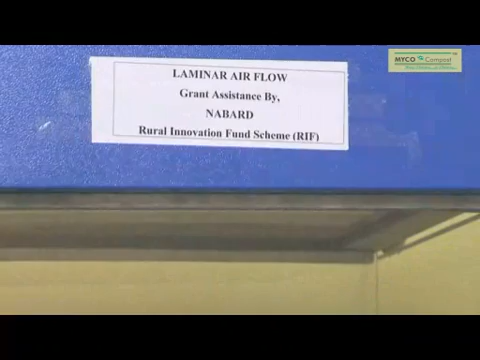 MYCO Compost
LAMINAR AIR FLOW
Grant Assistance By,
NABARD
Rural Innovation Fund Scheme (RIF)